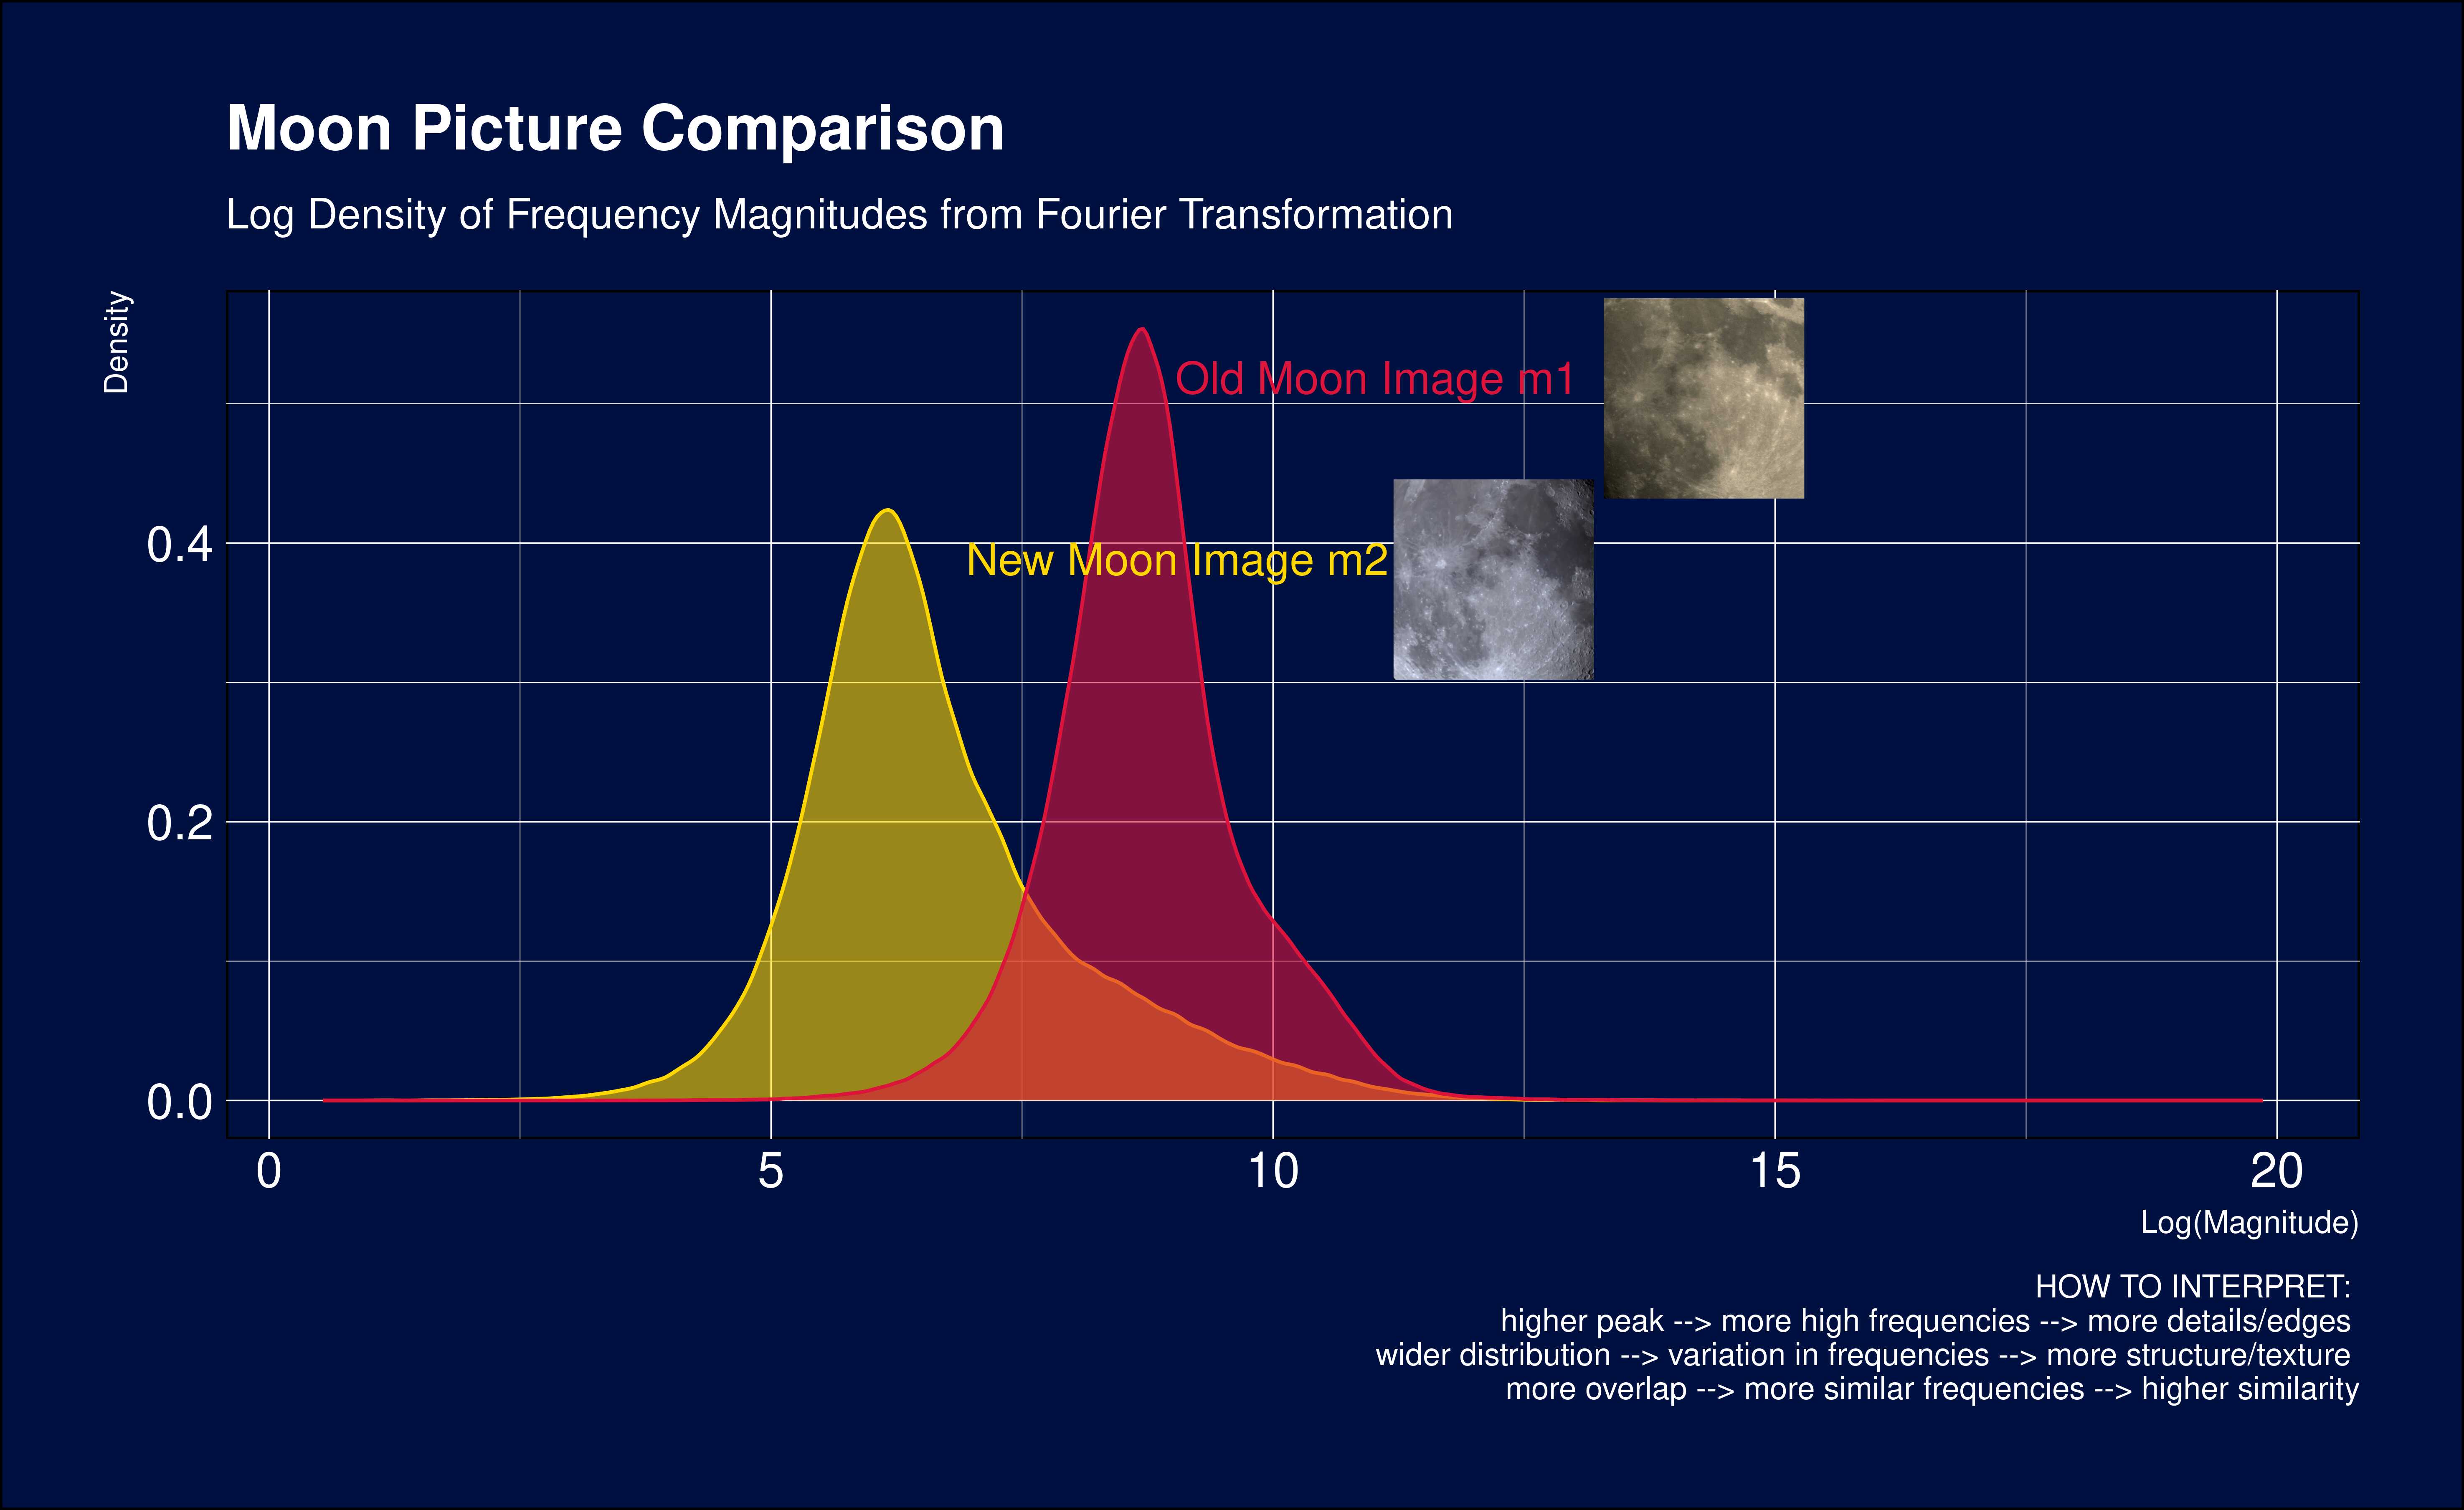 Moon Picture Comparison
Log Density of Frequency Magnitudes from Fourier Transformation
Density
Old Moon Image m1
New Moon Image m2
0.4
0.2
0.0
0 5 10 15 20
Log(Magnitude)
HOW TO INTERPRET:
higher peak --> more high frequencies --> more details/edges
wider distribution --> variation in frequencies --> more structure/texture
more overlap --> more similar frequencies --> higher similarity